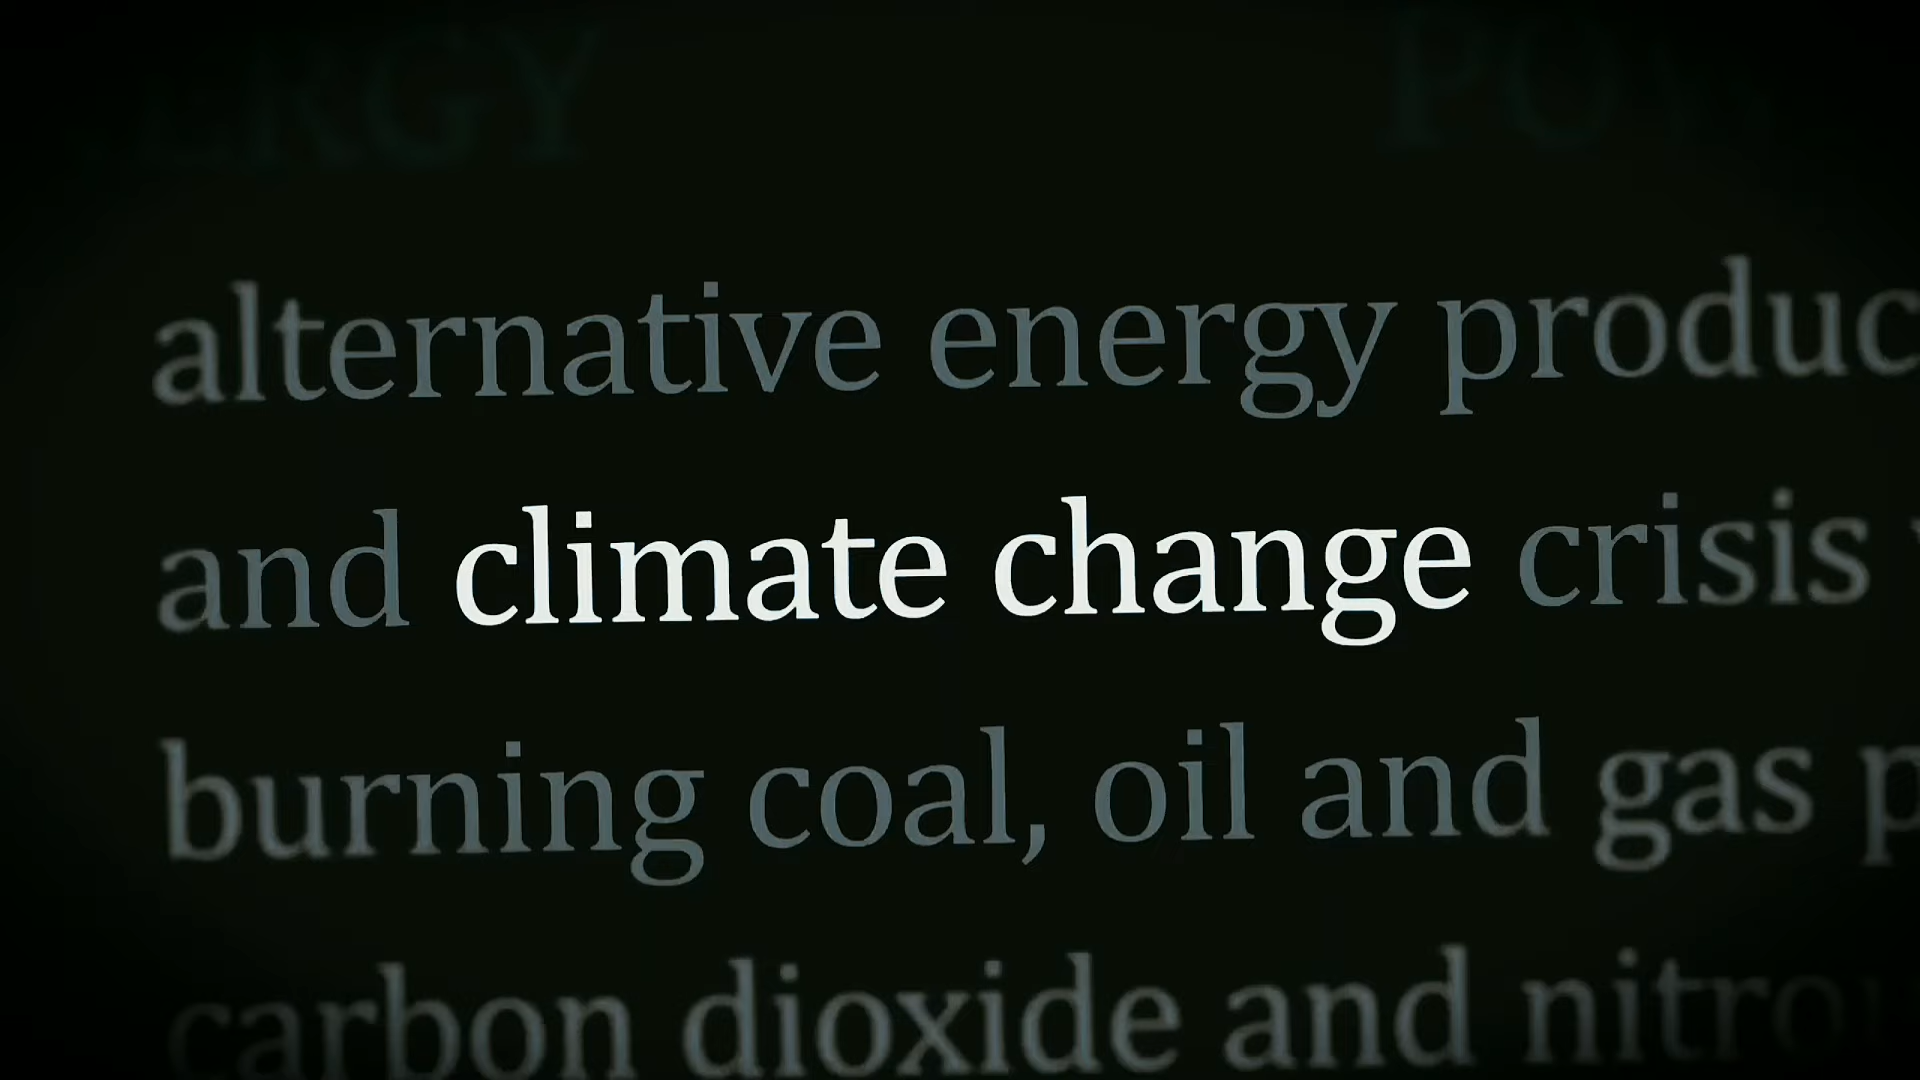 alternative energy produc
and climate change crisis
burning coal, oil and gas p
carbon dioxide and nitro